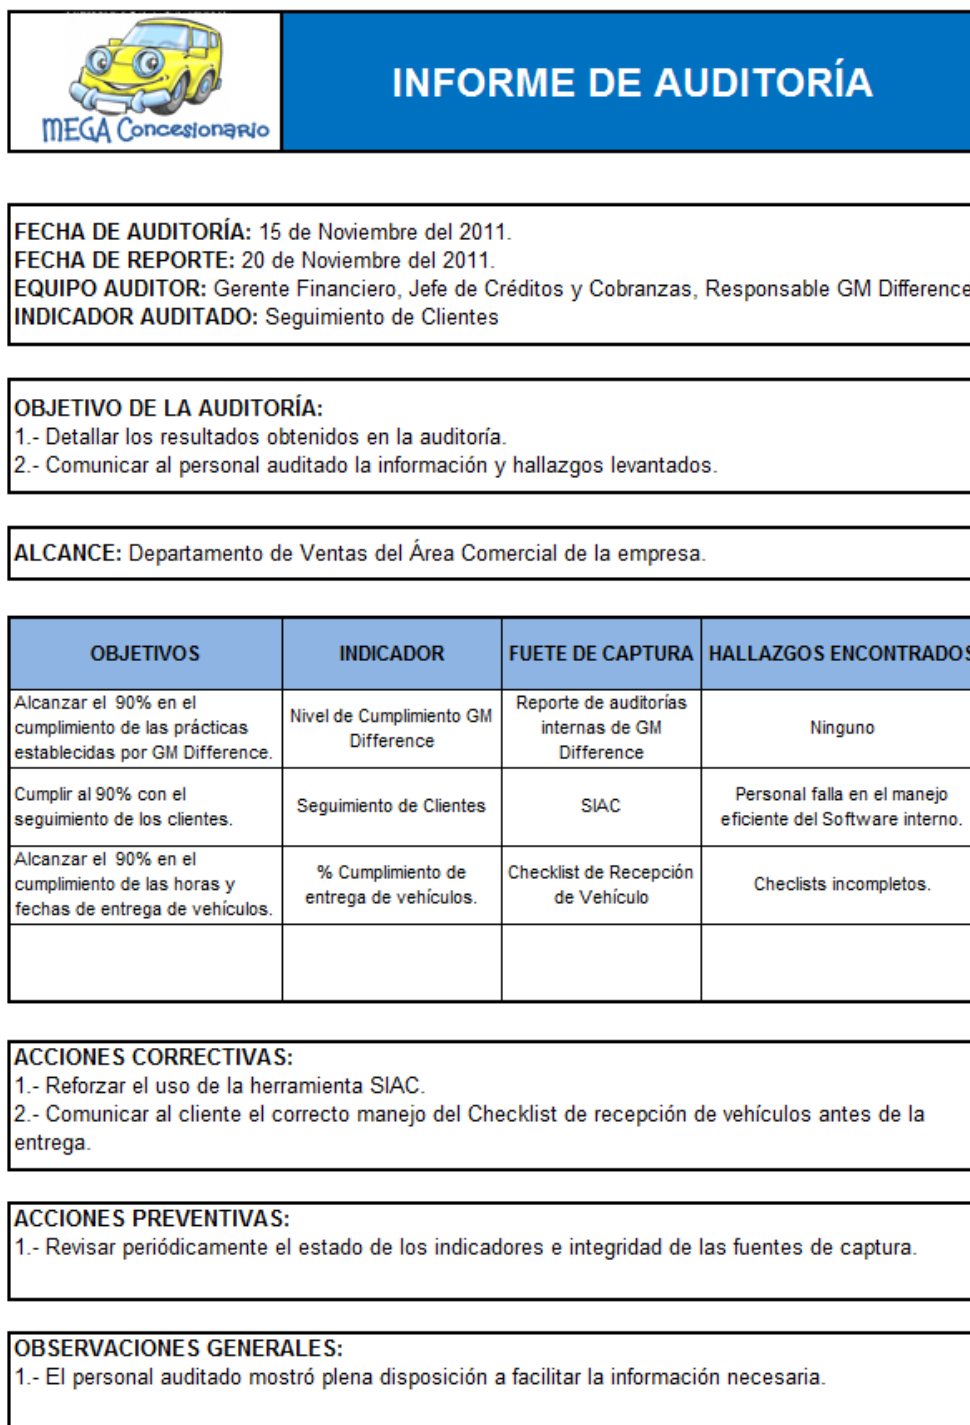 MEGA Concesionario
INFORME DE AUDITORÍA
FECHA DE AUDITORÍA: 15 de Noviembre del 2011.
FECHA DE REPORTE: 20 de Noviembre del 2011.
EQUIPO AUDITOR: Gerente Financiero, Jefe de Créditos y Cobranzas, Responsable GM Difference
INDICADOR AUDITADO: Seguimiento de Clientes
OBJETIVO DE LA AUDITORÍA:
1.- Detallar los resultados obtenidos en la auditoría.
2.- Comunicar al personal auditado la información y hallazgos levantados.
ALCANCE: Departamento de Ventas del Área Comercial de la empresa.
OBJETIVOS
INDICADOR
FUETE DE CAPTURA
HALLAZGOS ENCONTRADOS
Alcanzar el 90% en el
cumplimiento de las prácticas
establecidas por GM Difference.
Nivel de Cumplimiento GM
Difference
Reporte de auditorías
internas de GM
Difference
Ninguno
Cumplir al 90% con el
seguimiento de los clientes.
Seguimiento de Clientes
SIAC
Personal falla en el manejo
eficiente del Software interno.
Alcanzar el 90% en el
cumplimiento de las horas y
fechas de entrega de vehículos.
% Cumplimiento de
entrega de vehículos.
Checklist de Recepción
de Vehículo
Checlists incompletos.
ACCIONES CORRECTIVAS:
1.- Reforzar el uso de la herramienta SIAC.
2.- Comunicar al cliente el correcto manejo del Checklist de recepción de vehículos antes de la
entrega.
ACCIONES PREVENTIVAS:
1.- Revisar periódicamente el estado de los indicadores e integridad de las fuentes de captura.
OBSERVACIONES GENERALES:
1.- El personal auditado mostró plena disposición a facilitar la información necesaria.